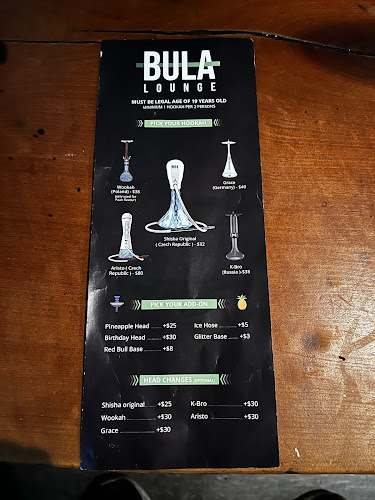 BULA
LOUNGE
MUST BE LEGAL AGE OF 19 YEARS OLD
MINIMUM 1 HOOKAH PER 2 PERSONS
PICK YOUR HOOKAH
Wookah
(Poland) - $35
Grace
(Germany) - $40
BULA
Shisha Original
( Czech Republic ) - $32
Aristo ( Czech
Republic ) - $80
K-Bro
(Russia )-$38
PICK YOUR ADD-ON
Pineapple Head ...... +$25
Birthday Head ...... +$30
Red Bull Base ...... +$8
Ice Hose ...... +$5
Glitter Base ...... +$3
HEAD CHANGES (OPTIONAL)
Shisha original ...... +$25
Wookah ...... +$30
Grace ...... +$30
K-Bro ...... +$30
Aristo ...... +$30